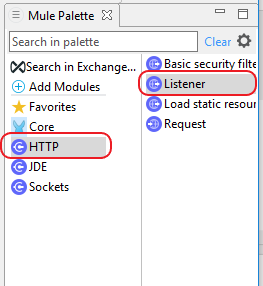 Mule Palette
Search in palette
Clear
Search in Exchange...
Add Modules
Favorites
Core
HTTP
JDE
Sockets
Basic security filte
Listener
Load static resour
Request